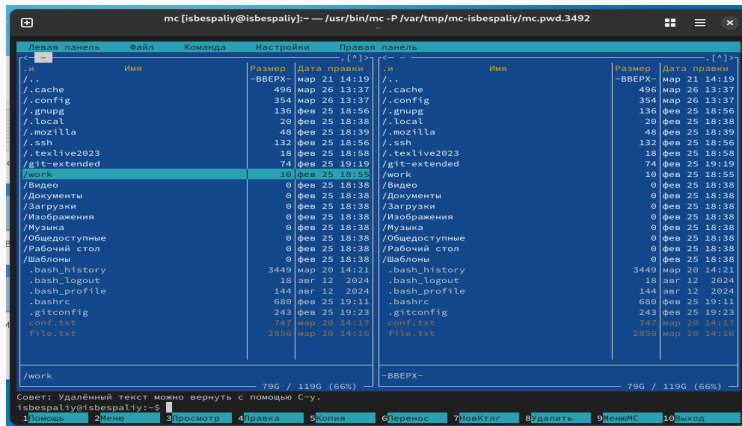 mc [isbespaliy@isbespaliy]:~ — /usr/bin/mc -P /var/tmp/mc-isbespaliy/mc.pwd.3492
~
Левая панель Файл Команда Настройки Правая панель
<— ~ —.[^]> <— ~ —.[^]>
.и Имя Размер Дата правки .и Имя Размер Дата правки
/.. -ВВЕРХ- мар 21 14:19 /.. -ВВЕРХ- мар 21 14:19
/.cache 496 мар 26 13:37 /.cache 496 мар 26 13:37
/.config 354 мар 26 13:37 /.config 354 мар 26 13:37
/.gnupg 136 фев 25 18:56 /.gnupg 136 фев 25 18:56
/.local 20 фев 25 18:38 /.local 20 фев 25 18:38
/.mozilla 48 фев 25 18:39 /.mozilla 48 фев 25 18:39
/.ssh 132 фев 25 18:56 /.ssh 132 фев 25 18:56
/.texlive2023 18 фев 25 18:58 /.texlive2023 18 фев 25 18:58
/git-extended 74 фев 25 19:19 /git-extended 74 фев 25 19:19
/work 10 фев 25 18:55 /work 10 фев 25 18:55
/Видео 0 фев 25 18:38 /Видео 0 фев 25 18:38
/Документы 0 фев 25 18:38 /Документы 0 фев 25 18:38
/Загрузки 0 фев 25 18:38 /Загрузки 0 фев 25 18:38
/Изображения 0 фев 25 18:38 /Изображения 0 фев 25 18:38
/Музыка 0 фев 25 18:38 /Музыка 0 фев 25 18:38
/Общедоступные 0 фев 25 18:38 /Общедоступные 0 фев 25 18:38
/Рабочий стол 0 фев 25 18:38 /Рабочий стол 0 фев 25 18:38
/Шаблоны 0 фев 25 18:38 /Шаблоны 0 фев 25 18:38
.bash_history 3449 мар 20 14:21 .bash_history 3449 мар 20 14:21
.bash_logout 18 авг 12 2024 .bash_logout 18 авг 12 2024
.bash_profile 144 авг 12 2024 .bash_profile 144 авг 12 2024
.bashrc 680 фев 25 19:11 .bashrc 680 фев 25 19:11
.gitconfig 243 фев 25 19:23 .gitconfig 243 фев 25 19:23
conf.txt 747 мар 20 14:17 conf.txt 747 мар 20 14:17
file.txt 2856 мар 20 14:16 file.txt 2856 мар 20 14:16
/work -ВВЕРХ-
79G / 119G (66%) 79G / 119G (66%)
Совет: Удалённый текст можно вернуть с помощью C-y.
isbespaliy@isbespaliy:~$
1Помощь 2Меню 3Просмотр 4Правка 5Копия 6Перенос 7НовКтлг 8Удалить 9МенюMC 10Выход